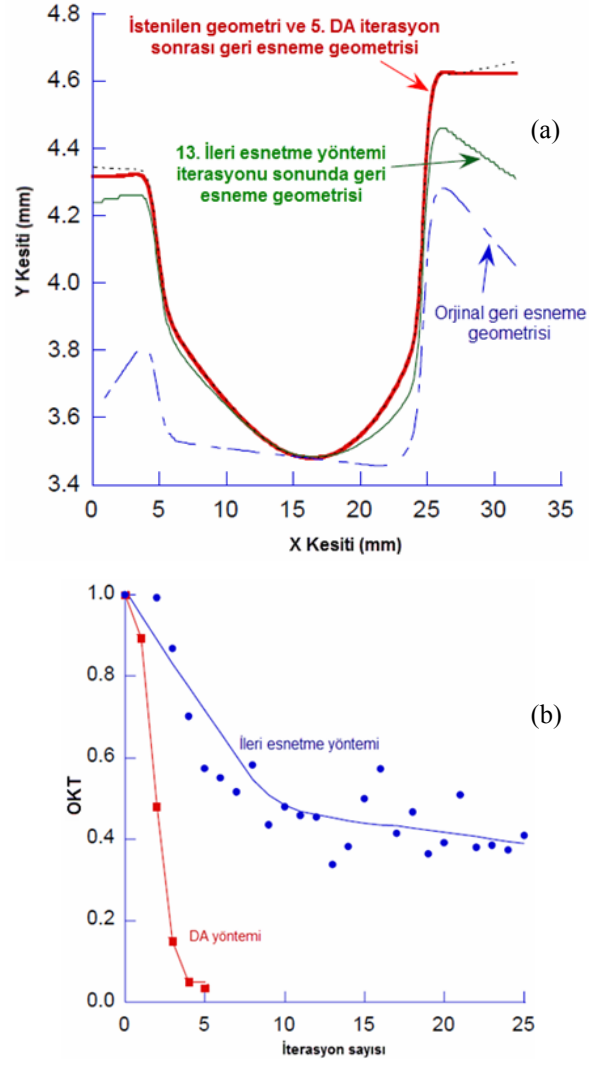 İstenilen geometri ve 5. DA iterasyon
sonrası geri esneme geometrisi
4.8
4.6
4.4
4.2
4.0
3.8
3.6
3.4
(a)
13. İleri esnetme yöntemi
iterasyonu sonunda geri
esneme geometrisi
Orjinal geri esneme
geometrisi
Y Kesiti (mm)
0 5 10 15 20 25 30 35
X Kesiti (mm)
1.0
0.8
0.6
0.4
0.2
0.0
(b)
İleri esnetme yöntemi
OKT
DA yöntemi
0 5 10 15 20 25
İterasyon sayısı